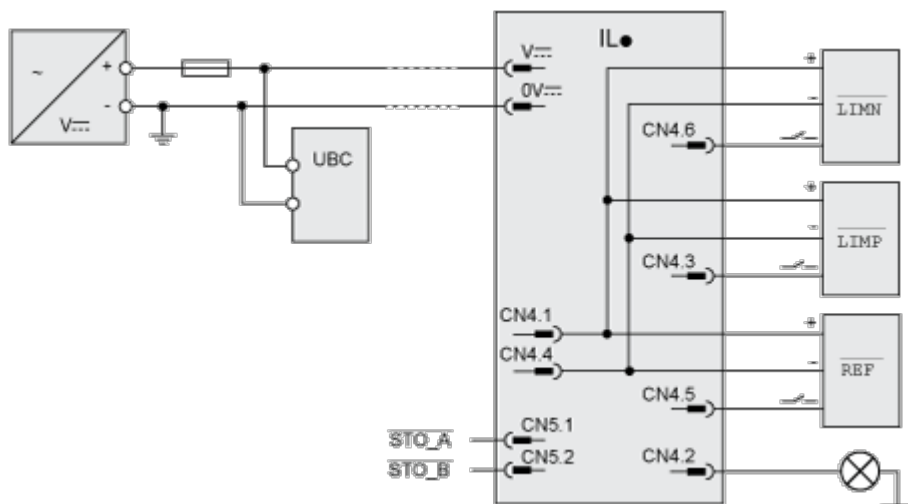 ~
+
-
V⎓
UBC
IL●
V⎓
0V⎓
CN4.6
CN4.3
CN4.1
CN4.4
CN4.5
CN5.1
CN5.2
CN4.2
STO_A
STO_B
+
-
LIMN
+
-
LIMP
+
-
REF